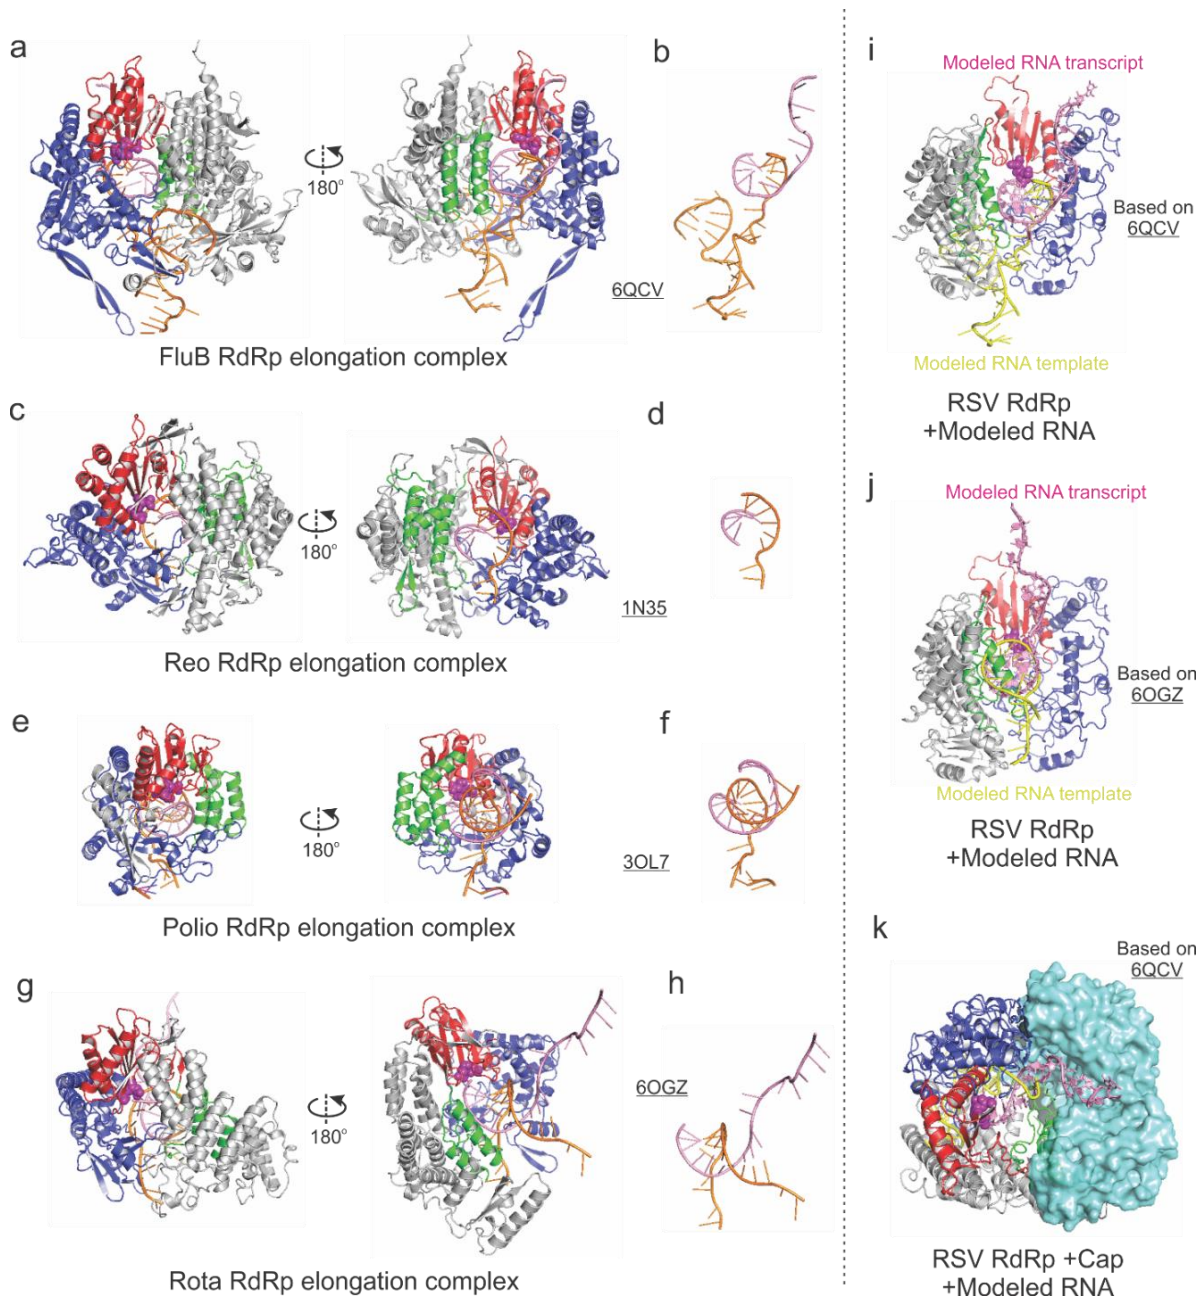 a
180°
b
6QCV
FluB RdRp elongation complex
c
180°
d
1N35
Reo RdRp elongation complex
e
180°
f
3OL7
Polio RdRp elongation complex
g
180°
h
6OGZ
Rota RdRp elongation complex
i
Modeled RNA transcript
Based on
6QCV
Modeled RNA template
RSV RdRp
+Modeled RNA
j
Modeled RNA transcript
Based on
6OGZ
Modeled RNA template
RSV RdRp
+Modeled RNA
k
Based on
6QCV
RSV RdRp +Cap
+Modeled RNA